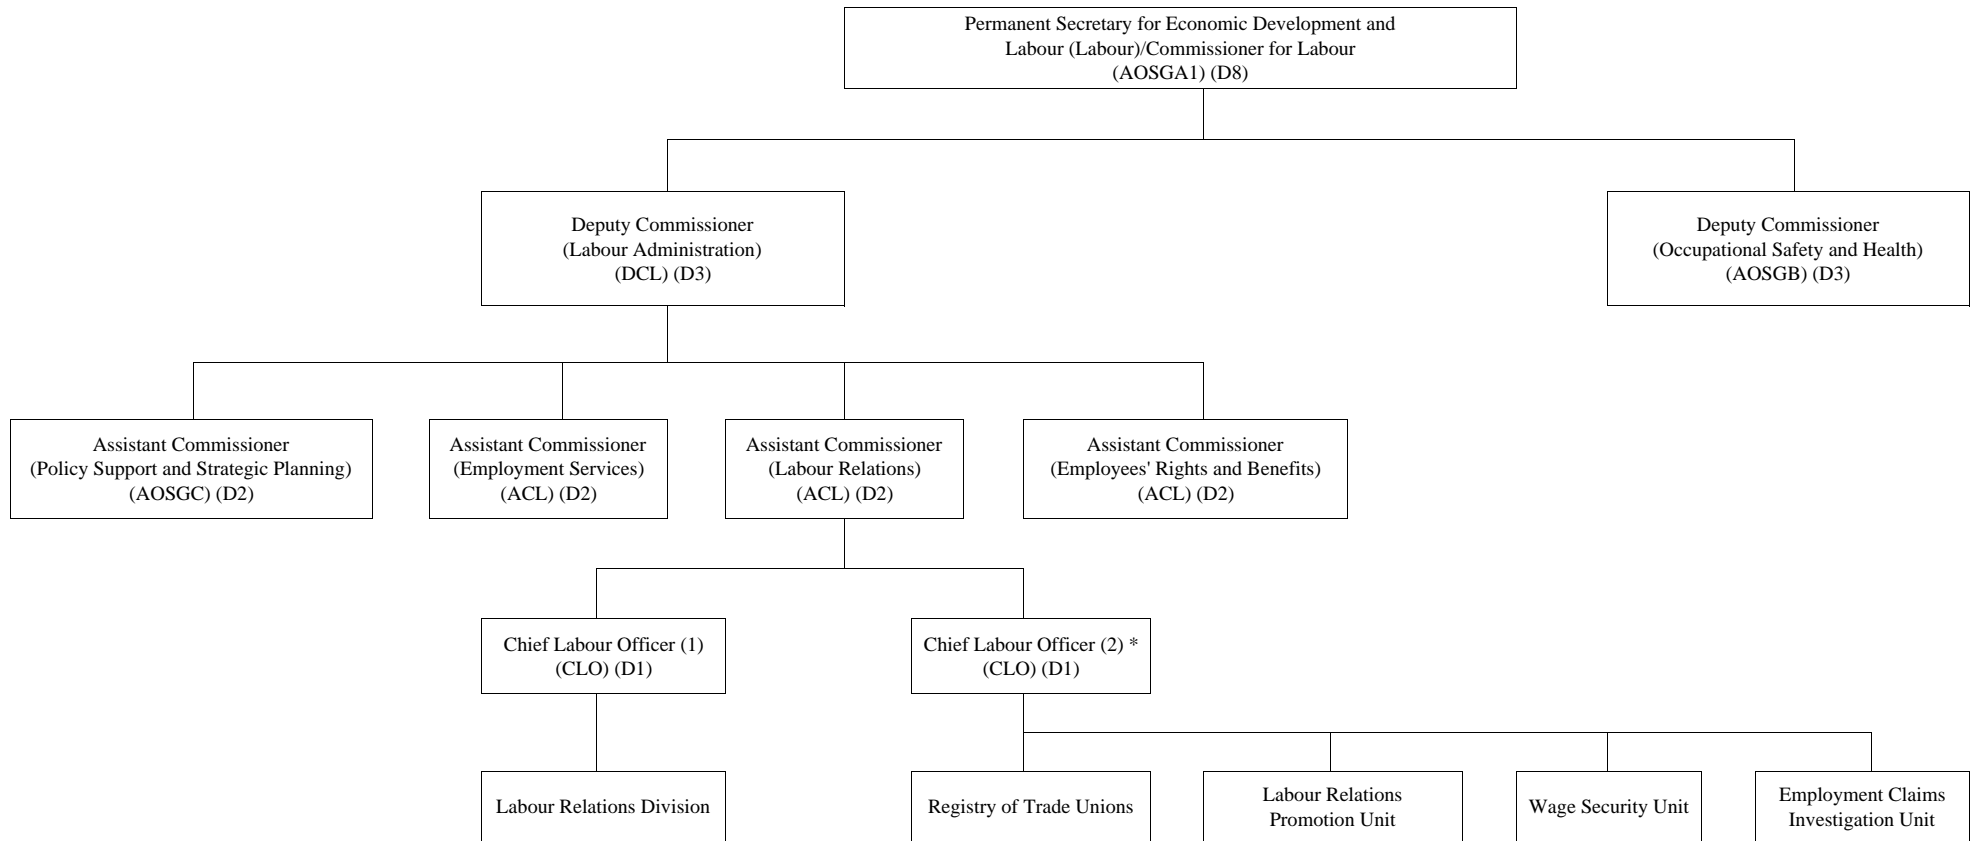 Permanent Secretary for Economic Development and
Labour (Labour)/Commissioner for Labour
(AOSGA1) (D8)
Deputy Commissioner
(Labour Administration)
(DCL) (D3)
Deputy Commissioner
(Occupational Safety and Health)
(AOSGB) (D3)
Assistant Commissioner
(Policy Support and Strategic Planning)
(AOSGC) (D2)
Assistant Commissioner
(Employment Services)
(ACL) (D2)
Assistant Commissioner
(Labour Relations)
(ACL) (D2)
Assistant Commissioner
(Employees' Rights and Benefits)
(ACL) (D2)
Chief Labour Officer (1)
(CLO) (D1)
Chief Labour Officer (2) *
(CLO) (D1)
Labour Relations Division
Registry of Trade Unions
Labour Relations
Promotion Unit
Wage Security Unit
Employment Claims
Investigation Unit